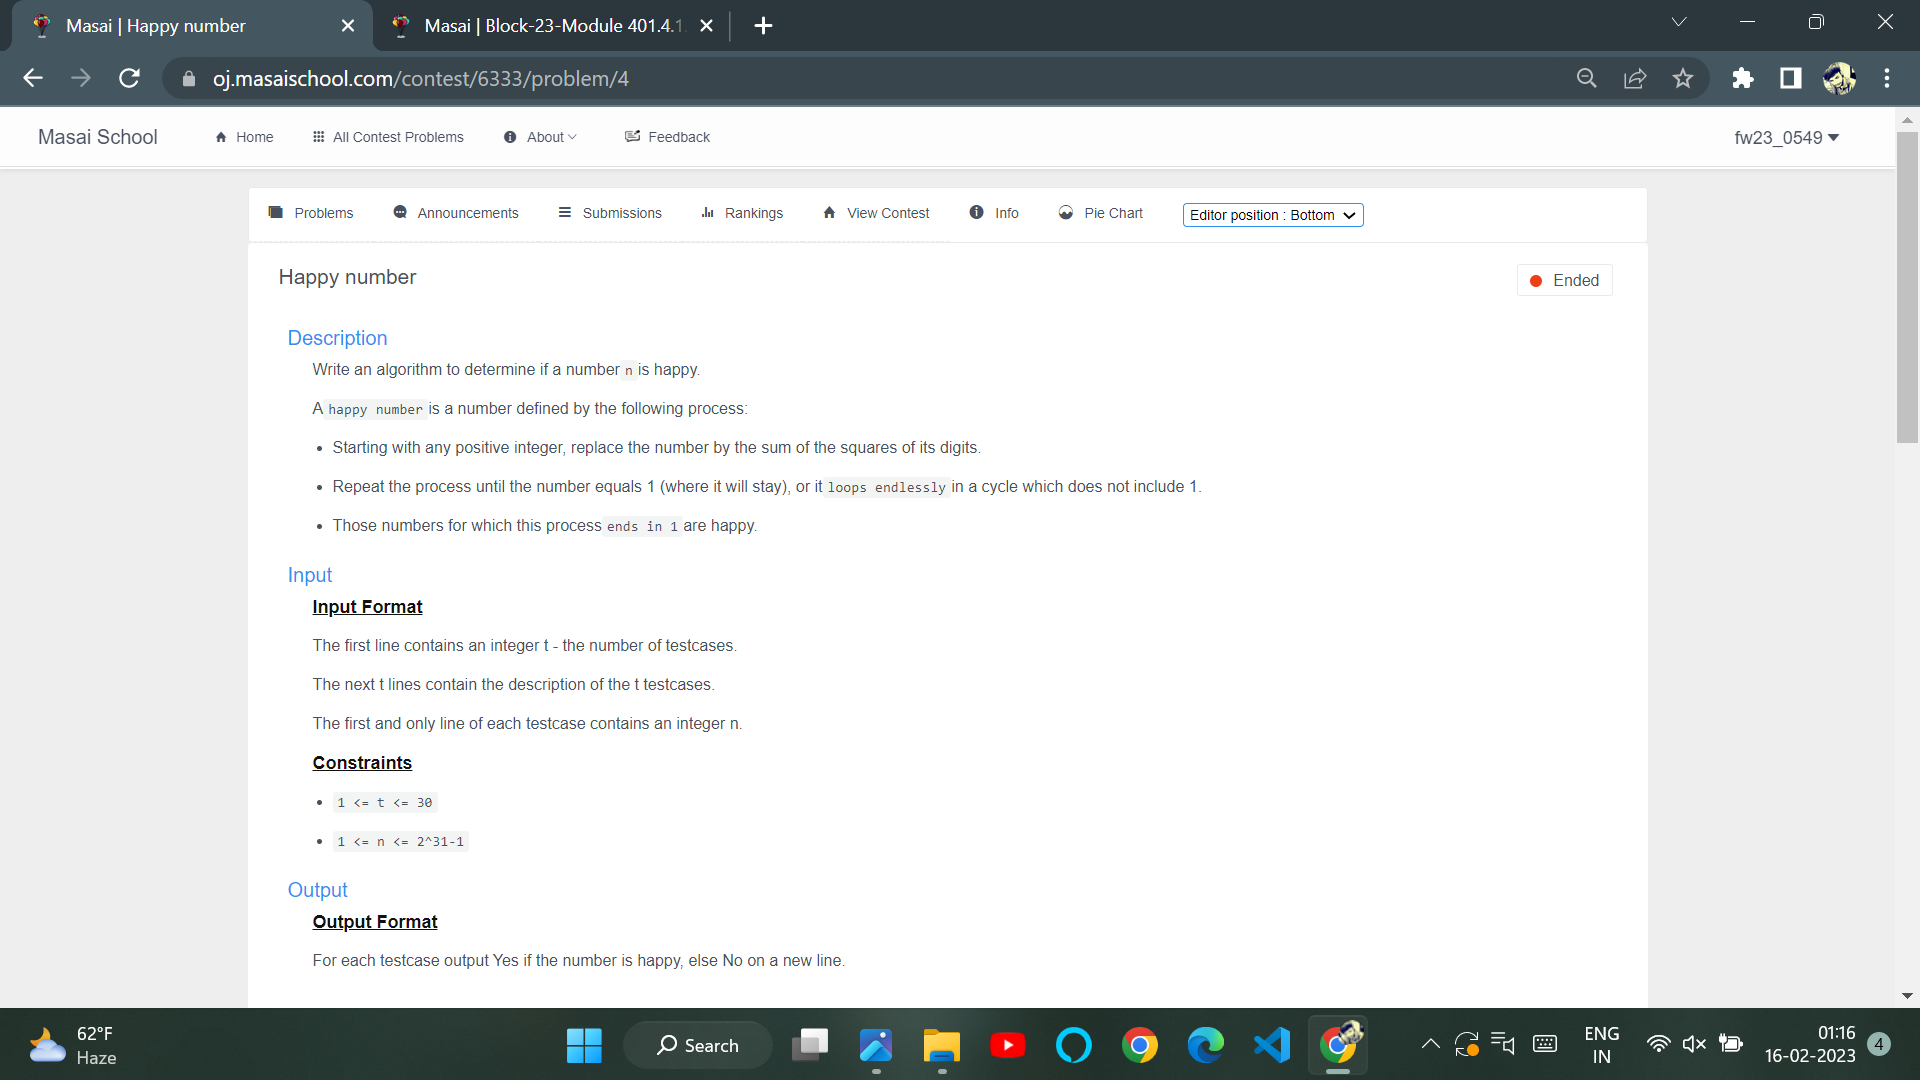 Masai | Happy number
Masai | Block-23-Module 401.4.1
oj.masaischool.com/contest/6333/problem/4
Masai School
Home
All Contest Problems
About
Feedback
fw23_0549
Problems
Announcements
Submissions
Rankings
View Contest
Info
Pie Chart
Editor position : Bottom
Happy number
Ended
Description
Write an algorithm to determine if a number n is happy.
A happy number is a number defined by the following process:
Starting with any positive integer, replace the number by the sum of the squares of its digits.
Repeat the process until the number equals 1 (where it will stay), or it loops endlessly in a cycle which does not include 1.
Those numbers for which this process ends in 1 are happy.
Input
Input Format
The first line contains an integer t - the number of testcases.
The next t lines contain the description of the t testcases.
The first and only line of each testcase contains an integer n.
Constraints
1 <= t <= 30
1 <= n <= 2^31-1
Output
Output Format
For each testcase output Yes if the number is happy, else No on a new line.
62°F
Haze
Search
ENG
IN
01:16
16-02-2023
4